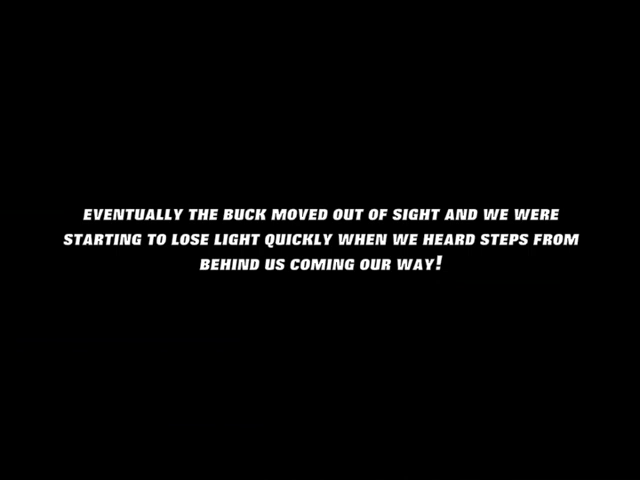 EVENTUALLY THE BUCK MOVED OUT OF SIGHT AND WE WERE
STARTING TO LOSE LIGHT QUICKLY WHEN WE HEARD STEPS FROM
BEHIND US COMING OUR WAY!